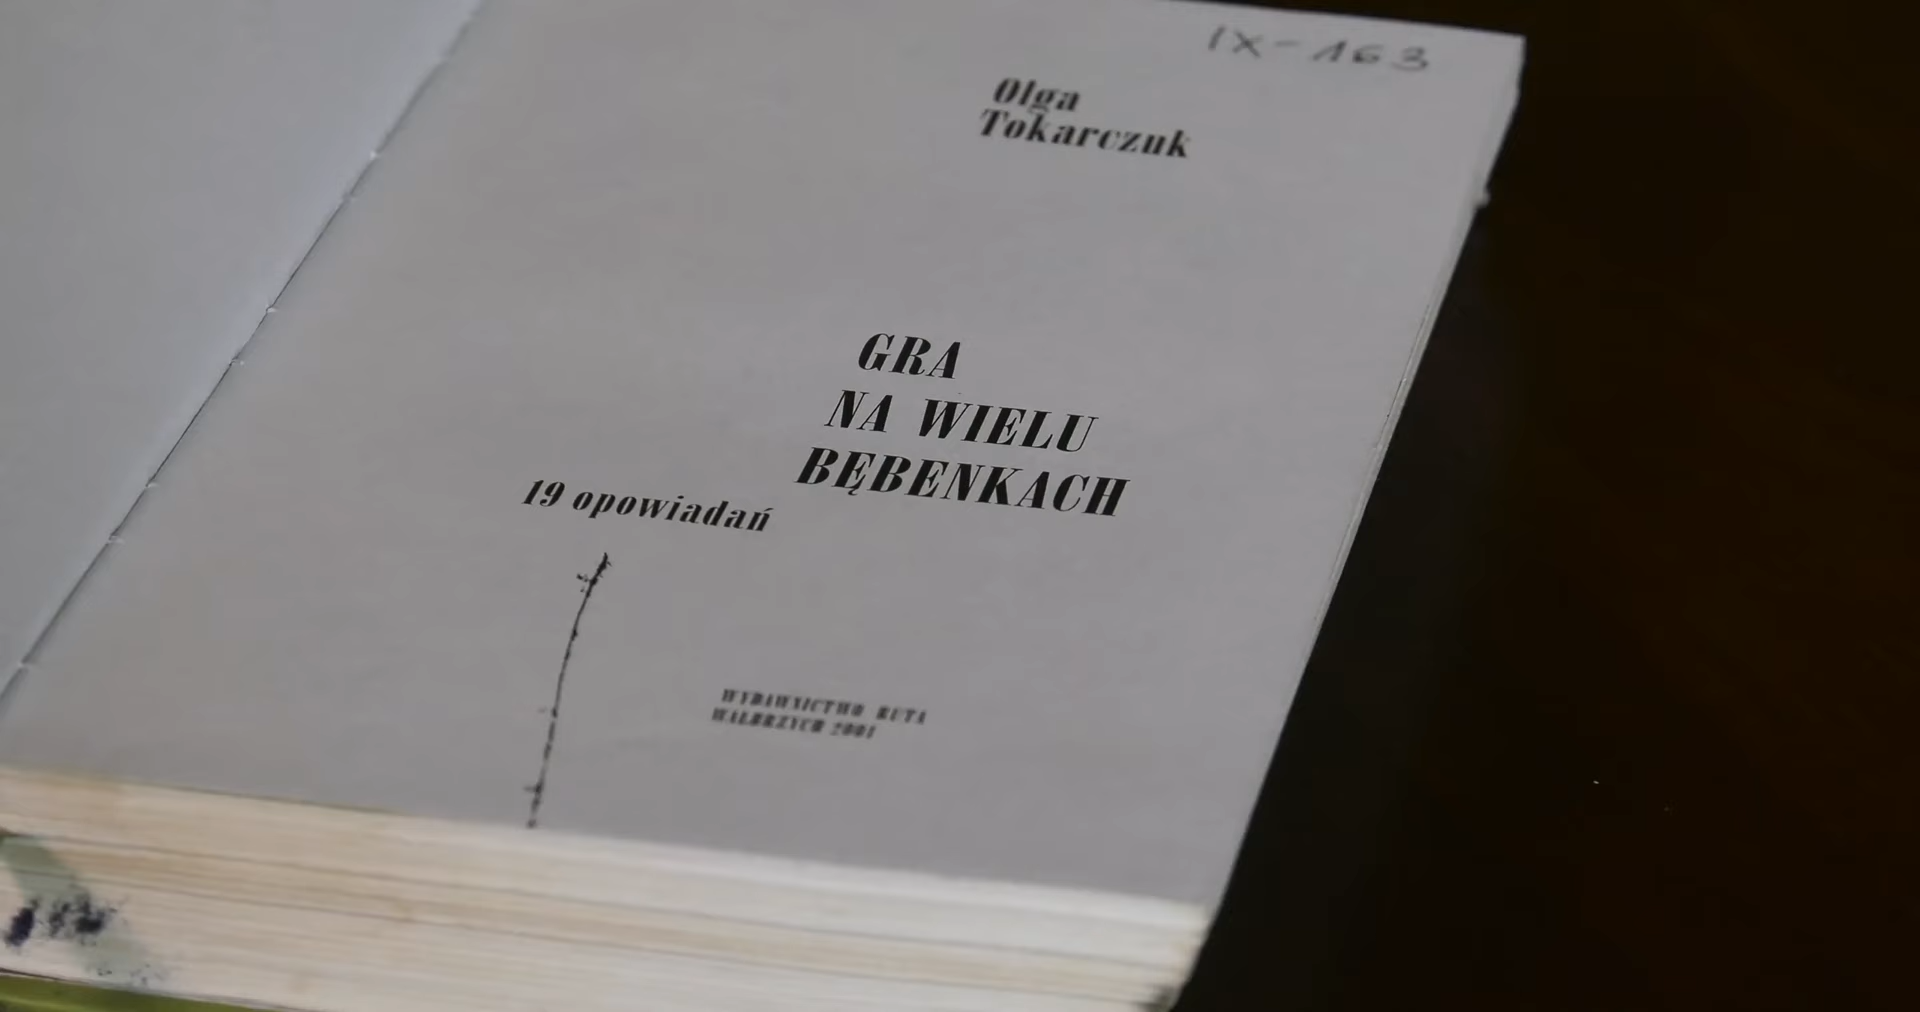 IX-163
Olga
Tokarczuk
GRA
NA WIELU
BĘBENKACH
19 opowiadań
WYDAWNICTWO RUTA
WAŁBRZYCH 2001